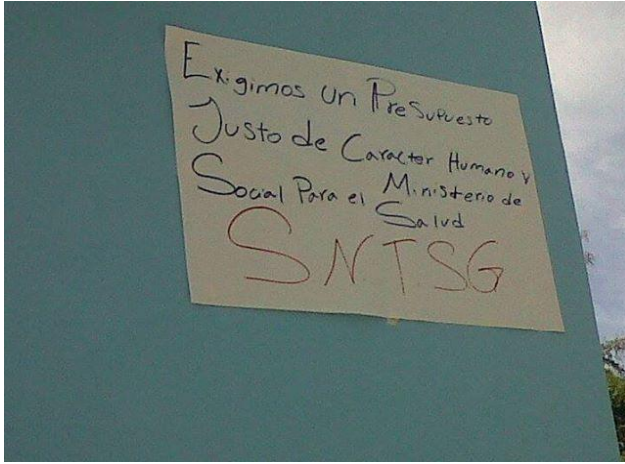 Exigimos un Presupuesto
Justo de Caracter Humano y
Social Para el Ministerio de
Salud
SNTSG